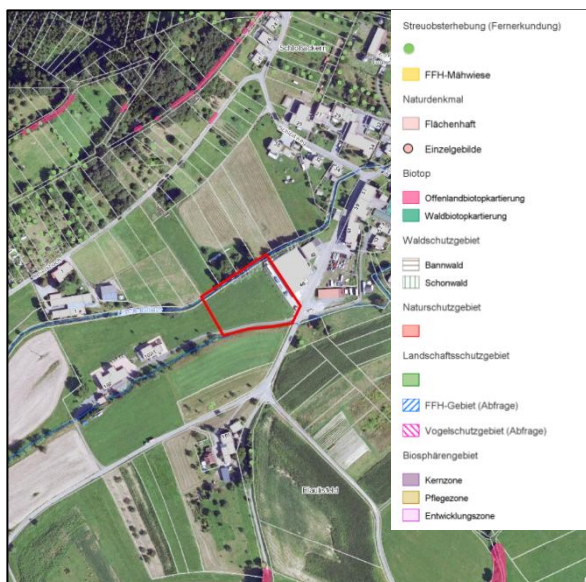 Streuobsterhebung (Fernerkundung)
FFH-Mähwiese
Naturdenkmal
Flächenhaft
Einzelgebilde
Biotop
Offenlandbiotopkartierung
Waldbiotopkartierung
Waldschutzgebiet
Bannwald
Schonwald
Naturschutzgebiet
Landschaftsschutzgebiet
FFH-Gebiet (Abfrage)
Vogelschutzgebiet (Abfrage)
Biosphärengebiet
Kernzone
Pflegezone
Entwicklungszone